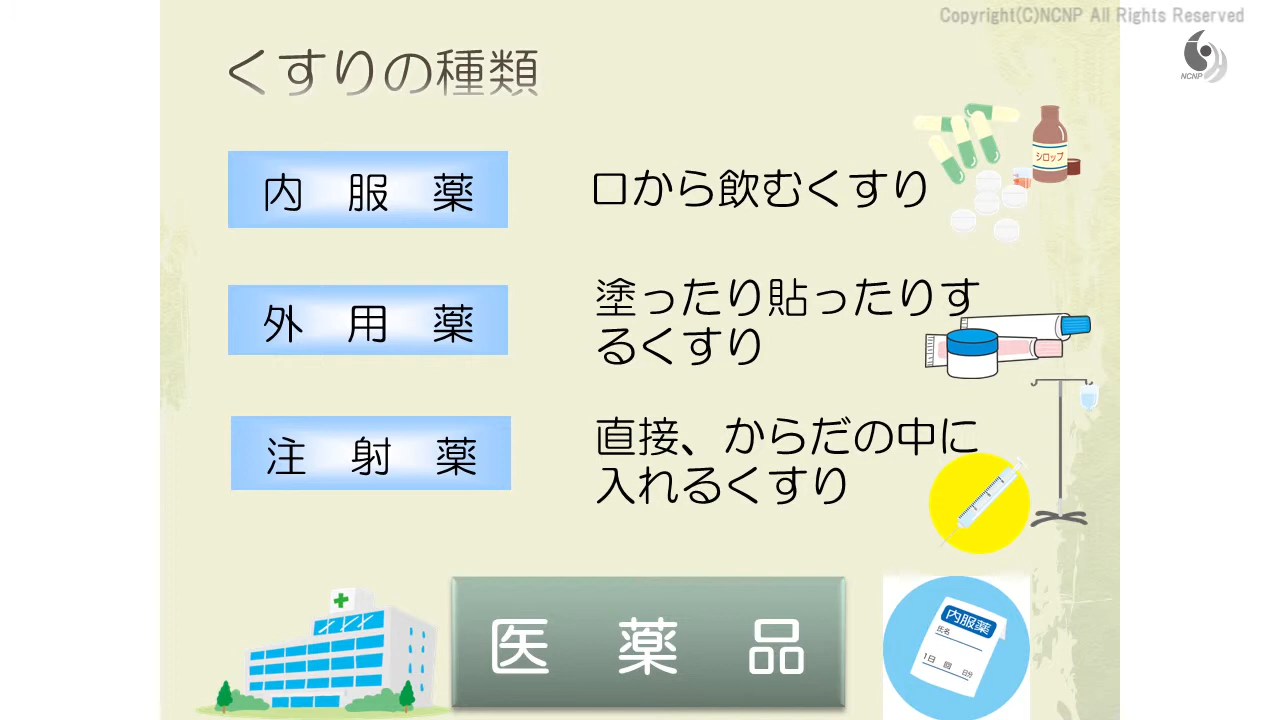 Copyright(C)NCNP All Rights Reserved
NCNP
くすりの種類
内 服 薬
口から飲むくすり
シロップ
外 用 薬
塗ったり貼ったりす
るくすり
注 射 薬
直接、からだの中に
入れるくすり
医 薬 品
内服薬
氏名
1日 回 日分